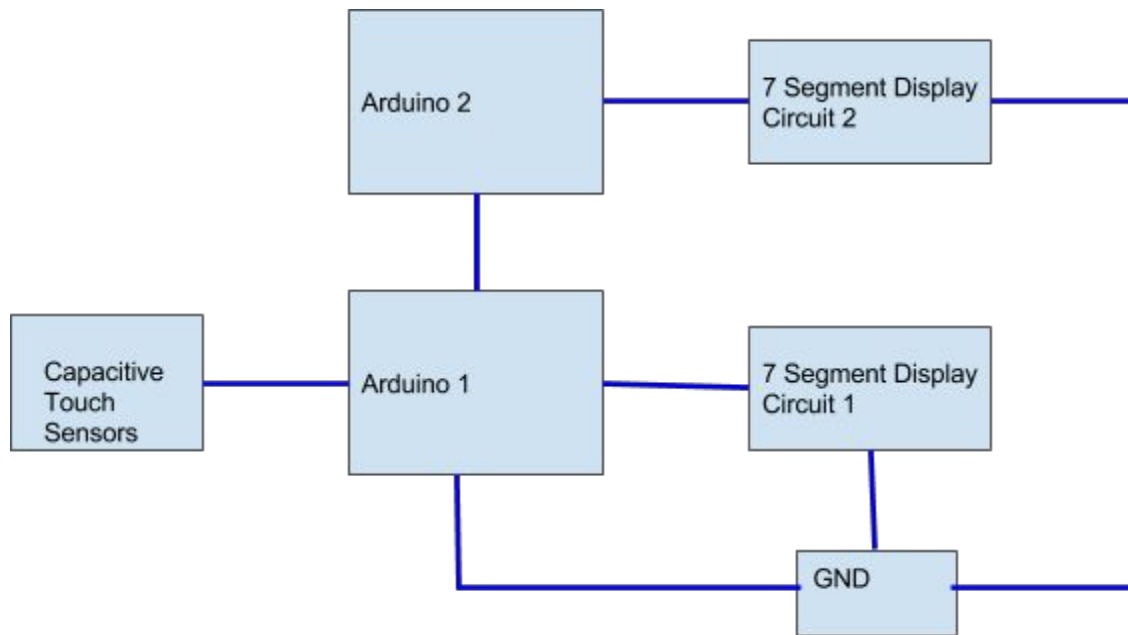 Arduino 2
7 Segment Display
Circuit 2
Capacitive
Touch
Sensors
Arduino 1
7 Segment Display
Circuit 1
GND